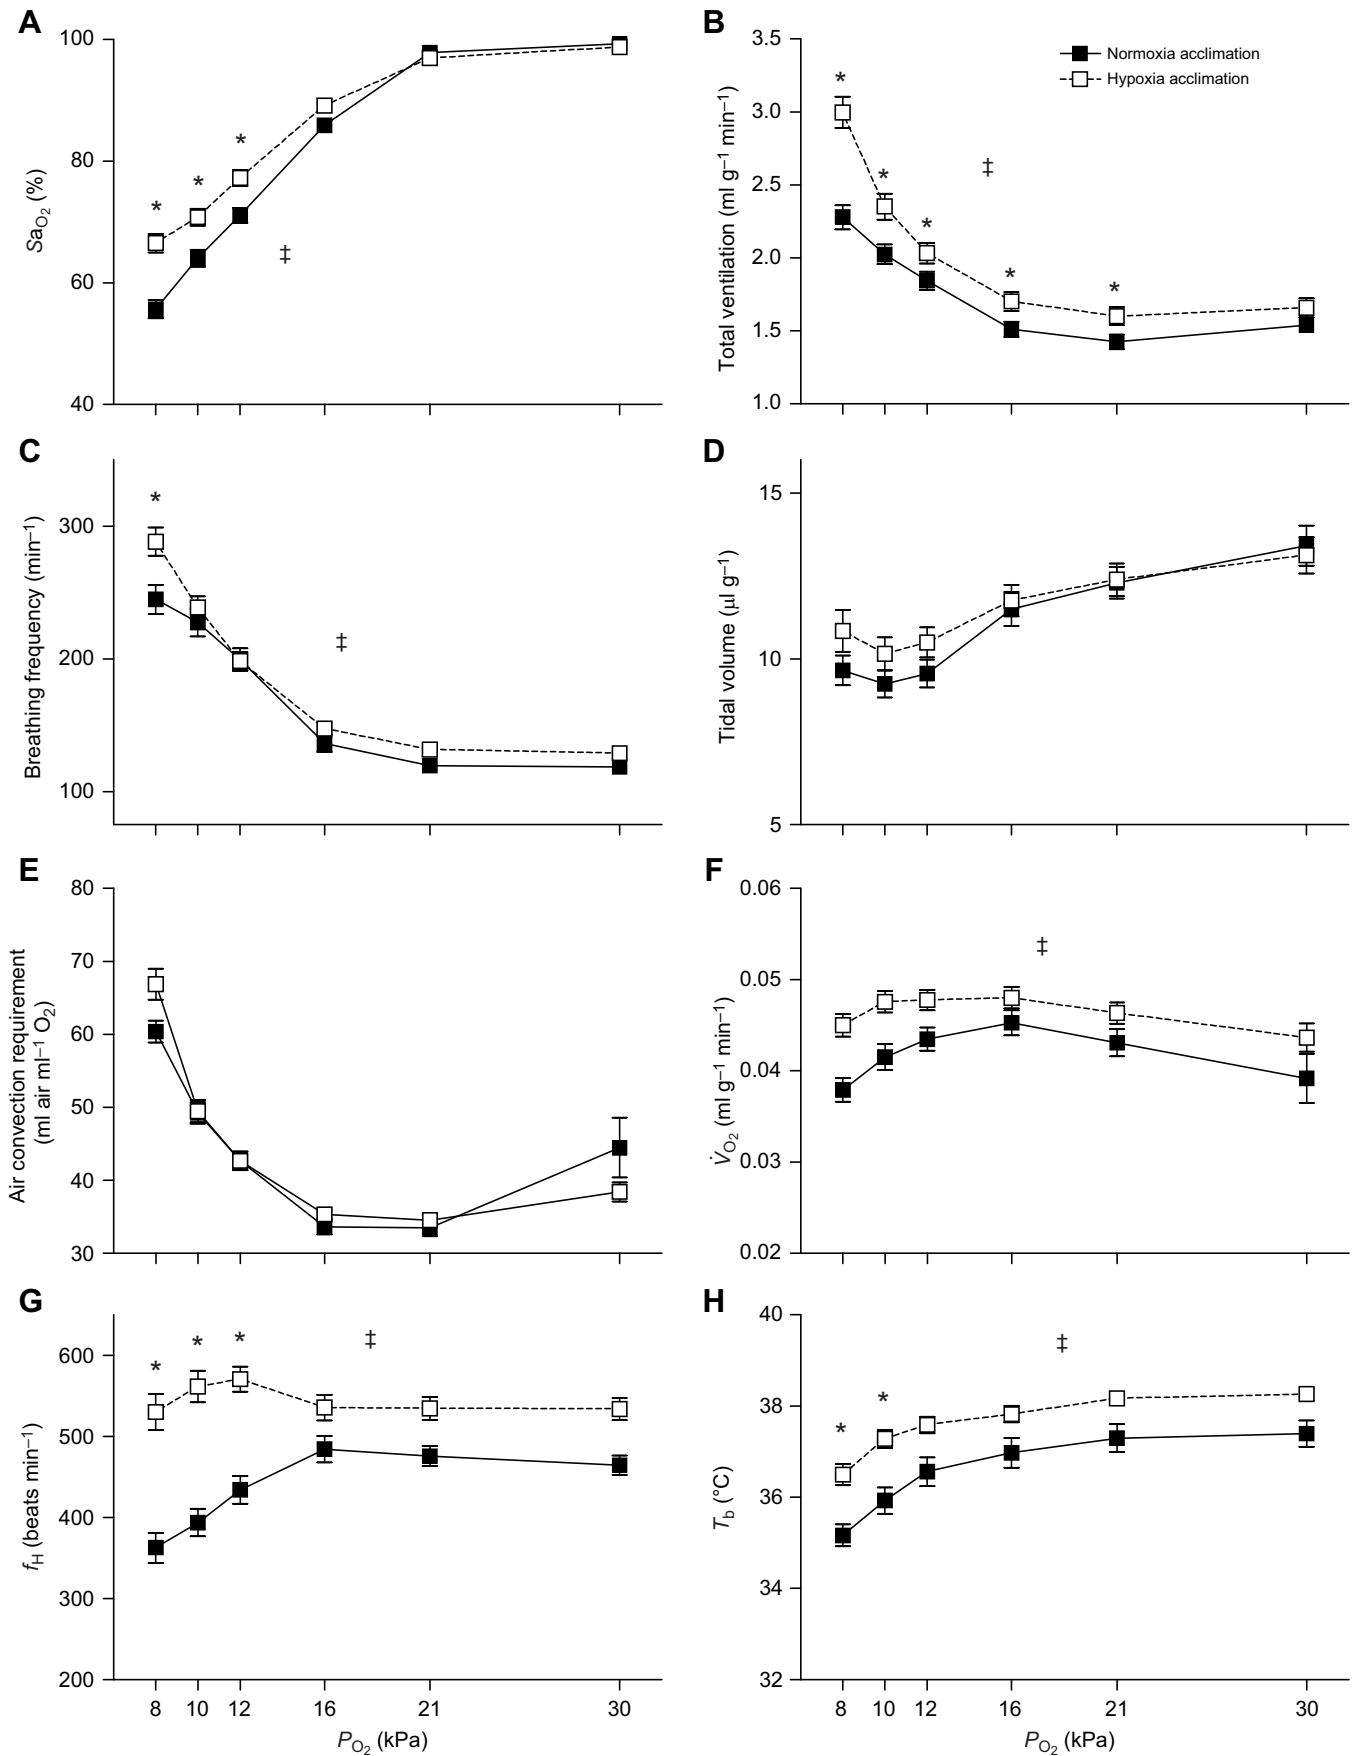 A
100
80
60
40
SaO2 (%)
*
*
*
‡
B
3.5
3.0
2.5
2.0
1.5
1.0
Total ventilation (ml g–1 min–1)
Normoxia acclimation
Hypoxia acclimation
*
*
*
*
*
‡
C
300
200
100
Breathing frequency (min–1)
*
‡
D
15
10
5
Tidal volume (µl g–1)
E
80
70
60
50
40
30
Air convection requirement
(ml air ml–1 O2)
F
0.06
0.05
0.04
0.03
0.02
V̇O2 (ml g–1 min–1)
‡
G
600
500
400
300
200
fH (beats min–1)
*
*
*
‡
8 10 12 16 21 30
PO2 (kPa)
H
40
38
36
34
32
Tb (°C)
*
*
‡
8 10 12 16 21 30
PO2 (kPa)